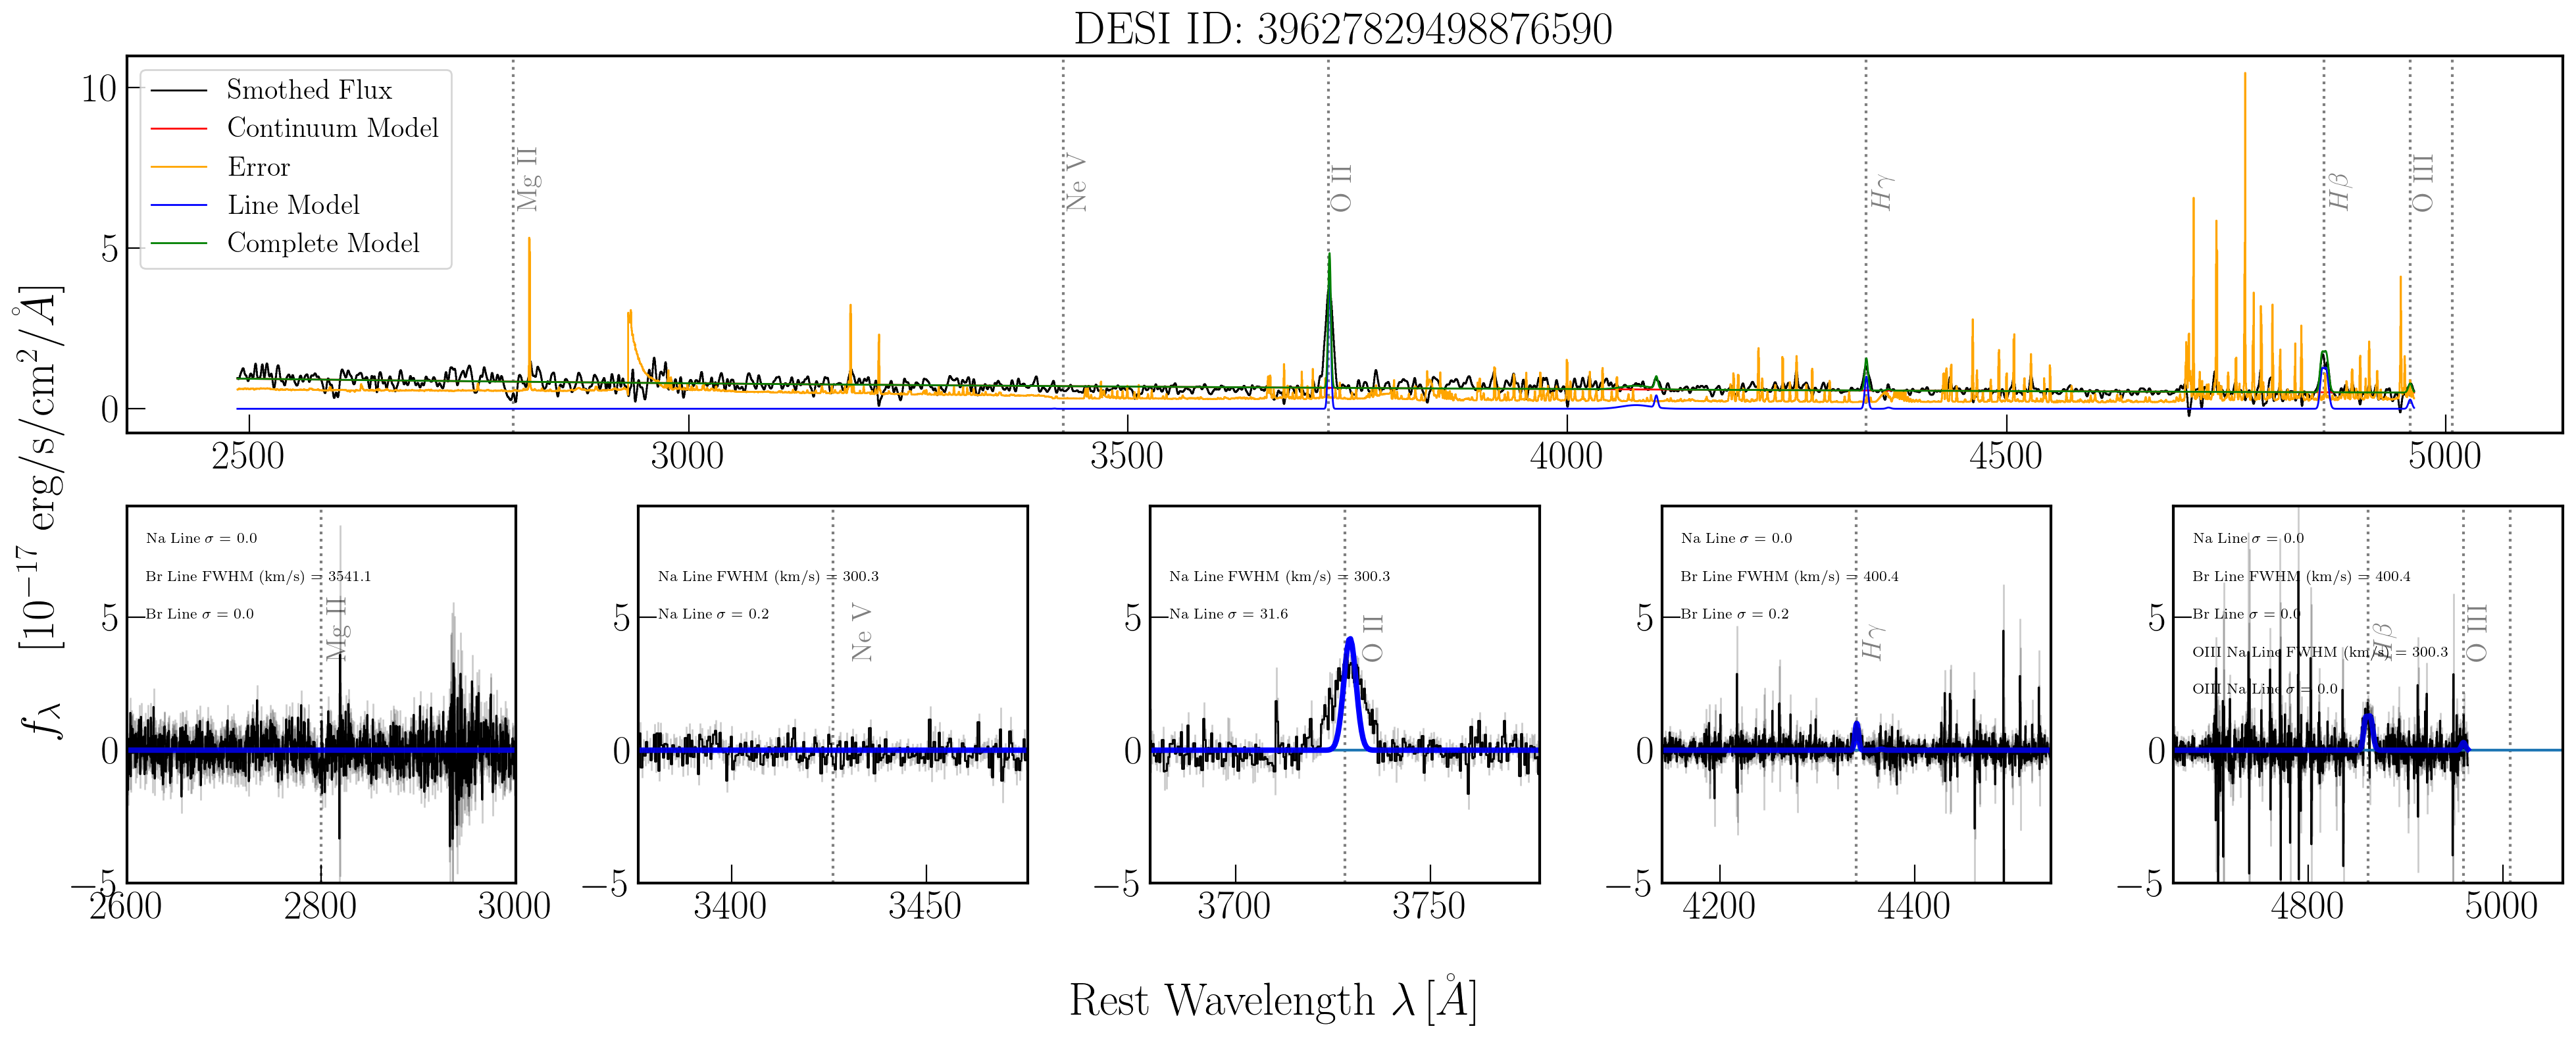 DESI ID: 39627829498876590
Smothed Flux
Continuum Model
Error
Line Model
Complete Model
Mg II
Ne V
O II
Hγ
Hβ
O III
10
5
0
2500 3000 3500 4000 4500 5000
f_λ [10^{-17} erg/s/cm^2/Å]
Na Line σ = 0.0
Br Line FWHM (km/s) = 3541.1
Br Line σ = 0.0
Mg II
5
0
−5
2600 2800 3000
Na Line FWHM (km/s) = 300.3
Na Line σ = 0.2
Ne V
5
0
−5
3400 3450
Na Line FWHM (km/s) = 300.3
Na Line σ = 31.6
O II
5
0
−5
3700 3750
Na Line σ = 0.0
Br Line FWHM (km/s) = 400.4
Br Line σ = 0.2
Hγ
5
0
−5
4200 4400
Na Line σ = 0.0
Br Line FWHM (km/s) = 400.4
Br Line σ = 0.0
OIII Na Line FWHM (km/s) = 300.3
OIII Na Line σ = 0.0
Hβ
O III
5
0
−5
4800 5000
Rest Wavelength λ [Å]